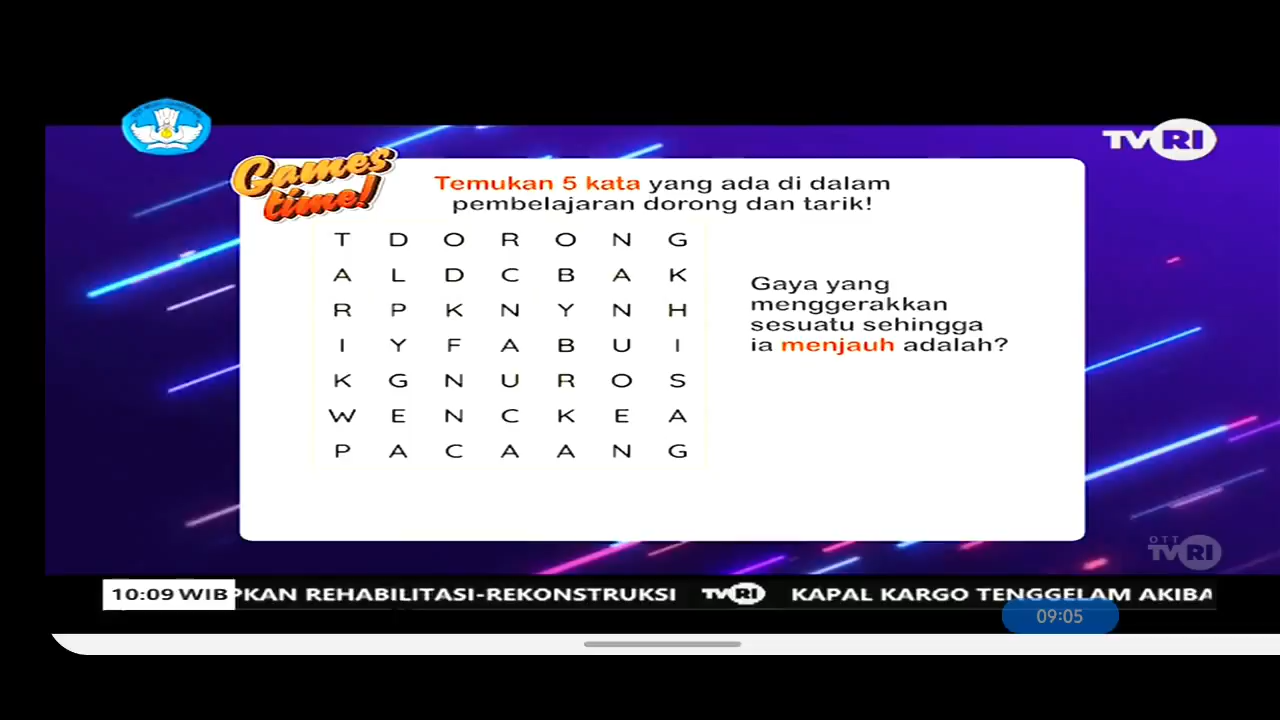 TVRI
Games
time!
Temukan 5 kata yang ada di dalam
pembelajaran dorong dan tarik!
T D O R O N G
A L D C B A K
R P K N Y N H
I Y F A B U I
K G N U R O S
W E N C K E A
P A C A A N G
Gaya yang
menggerakkan
sesuatu sehingga
ia menjauh adalah?
OTT
TVRI
10:09 WIB PKAN REHABILITASI-REKONSTRUKSI TVRI KAPAL KARGO TENGGELAM AKIBA
09:05